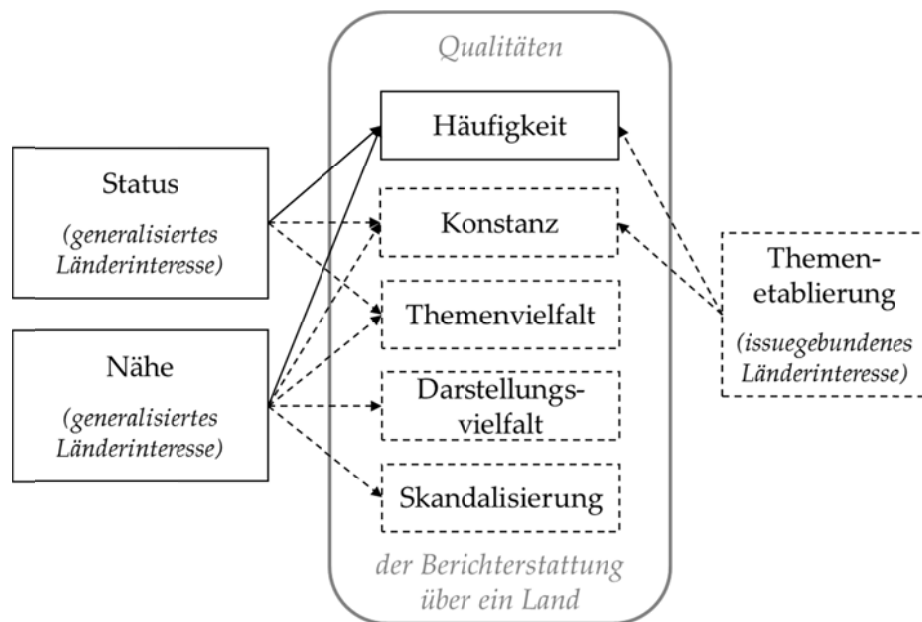 Qualitäten
Häufigkeit
Status
(generalisiertes
Länderinteresse)
Konstanz
Themen-
etablierung
(issuegebundenes
Länderinteresse)
Themenvielfalt
Nähe
(generalisiertes
Länderinteresse)
Darstellungs-
vielfalt
Skandalisierung
der Berichterstattung
über ein Land